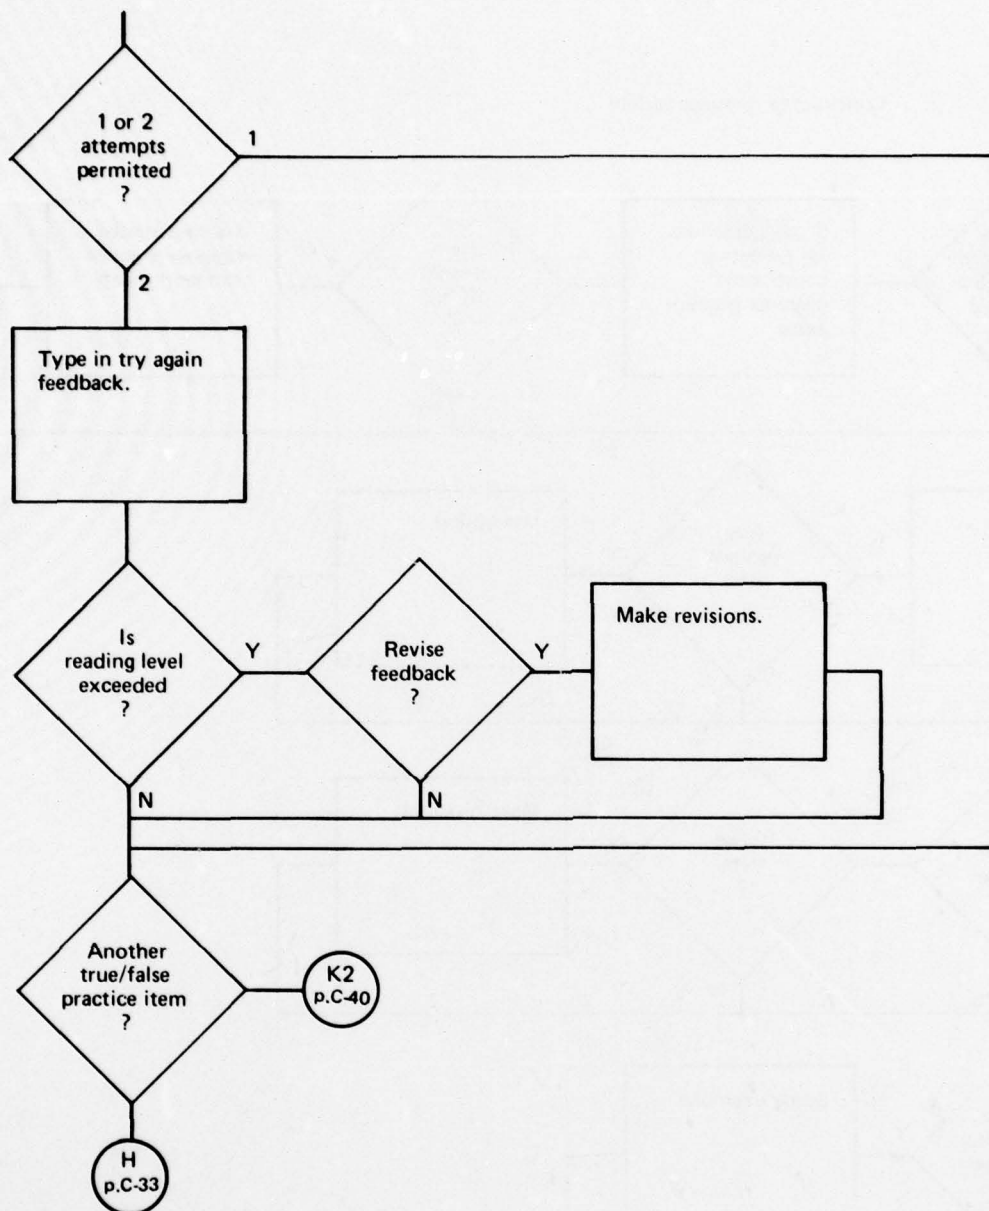 1 or 2
attempts
permitted
?
1
2
Type in try again
feedback.
Is
reading level
exceeded
?
Y
Revise
feedback
?
Y
Make revisions.
N
N
Another
true/false
practice item
?
K2
p.C-40
H
p.C-33